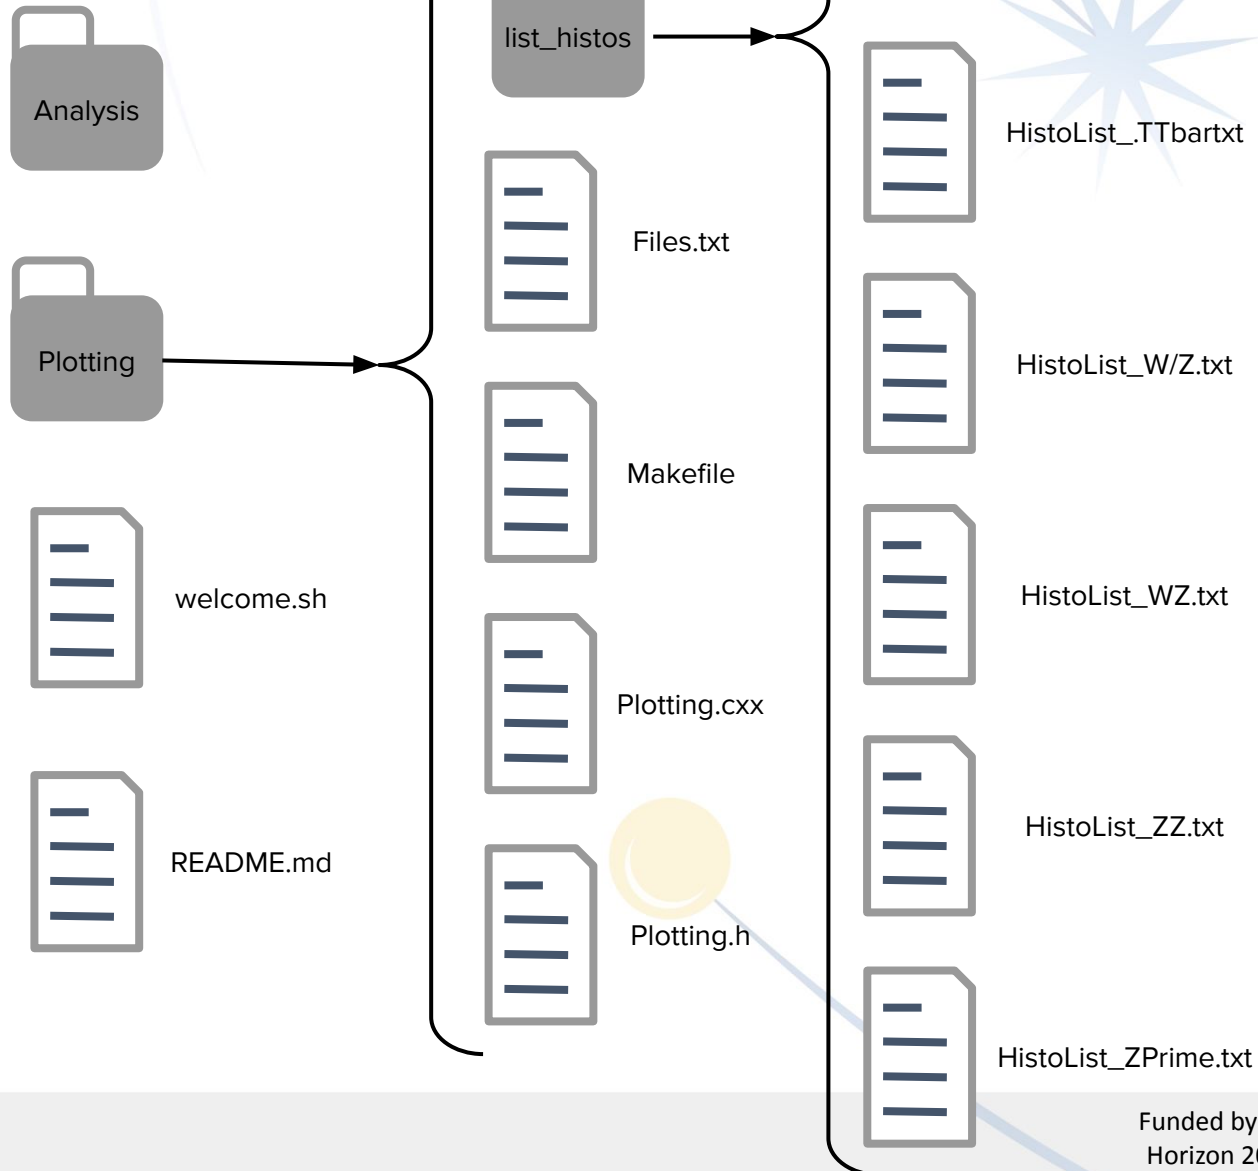 Analysis
Plotting
welcome.sh
README.md
list_histos
Files.txt
Makefile
Plotting.cxx
Plotting.h
HistoList_.TTbartxt
HistoList_W/Z.txt
HistoList_WZ.txt
HistoList_ZZ.txt
HistoList_ZPrime.txt
Funded by
Horizon